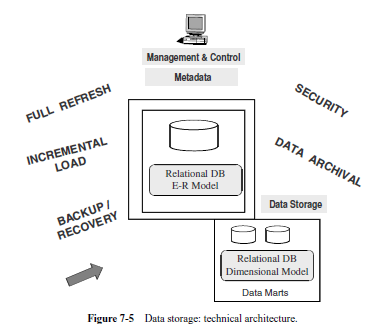 Management & Control
Metadata
FULL REFRESH
SECURITY
INCREMENTAL
LOAD
DATA ARCHIVAL
Relational DB
E-R Model
BACKUP /
RECOVERY
Data Storage
Relational DB
Dimensional Model
Data Marts
Figure 7-5 Data storage: technical architecture.